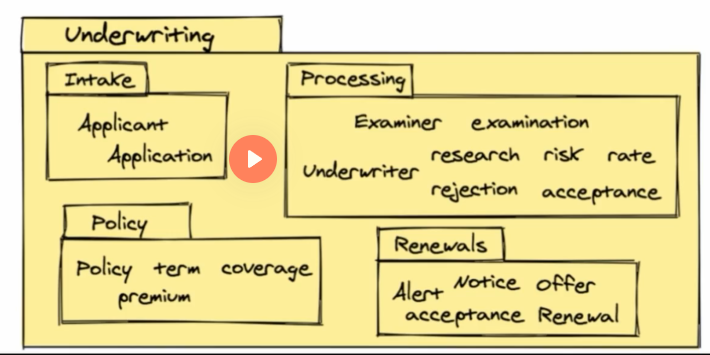 Underwriting
Intake
Applicant
Application
Processing
Examiner examination
Underwriter research risk rate
rejection acceptance
Policy
Policy term coverage
premium
Renewals
Alert Notice Offer
acceptance Renewal